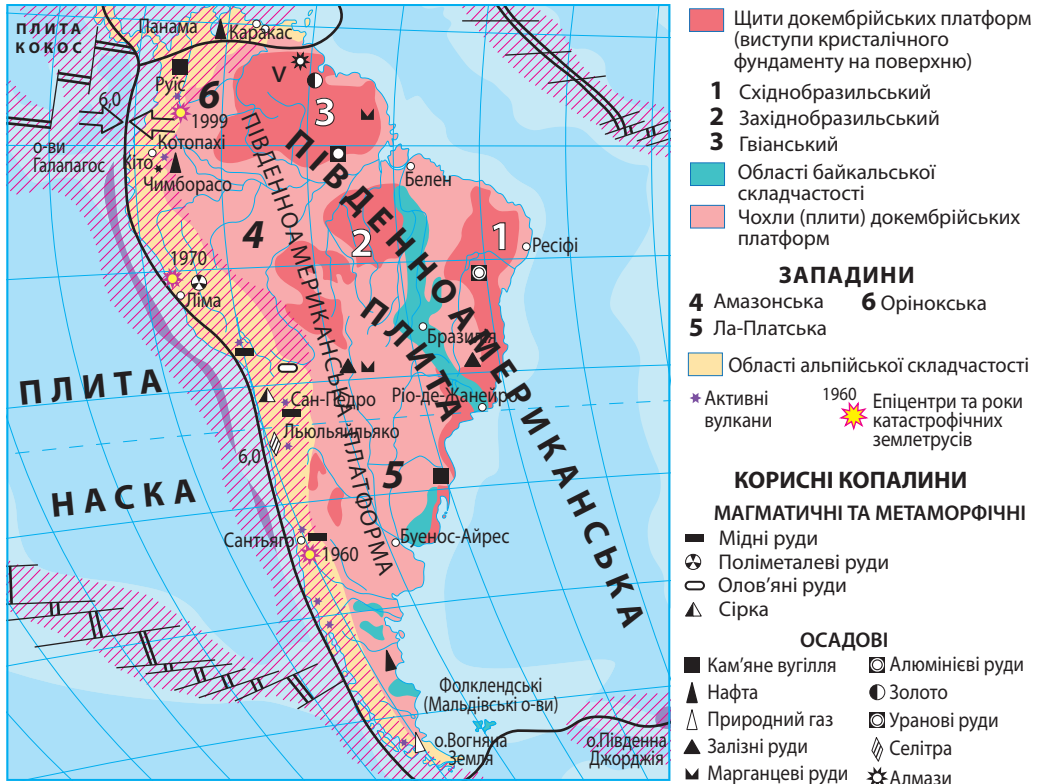 ПЛИТА
КОКОС
Панама
Каракас
Руїс
6
V
3
6,0
1999
о-ви
Галапагос
Котопахі
Кіто
Чимборасо
Белен
4
2
1
Ресіфі
1970
Ліма
Бразилія
ПЛИТА
НАСКА
ПІВДЕННОАМЕРИКАНСЬКА
ПЛИТА
ПІВДЕННОАМЕРИКАНСЬКА ПЛАТФОРМА
Сан-Педро
Ріо-де-Жанейро
Льюльяйльяко
6,0
5
Сантьяго
1960
Буенос-Айрес
Фолклендські
(Мальдівські о-ви)
о.Вогняна
Земля
о.Південна
Джорджія
Щити докембрійських платформ
(виступи кристалічного
фундаменту на поверхню)
1 Східнобразильський
2 Західнобразильський
3 Гвіанський
Області байкальської
складчастості
Чохли (плити) докембрійських
платформ
ЗАПАДИНИ
4 Амазонська 6 Орінокська
5 Ла-Платська
Області альпійської складчастості
Активні
вулкани
1960
Епіцентри та роки
катастрофічних
землетрусів
КОРИСНІ КОПАЛИНИ
МАГМАТИЧНІ ТА МЕТАМОРФІЧНІ
Мідні руди
Поліметалеві руди
Олов'яні руди
Сірка
ОСАДОВІ
Кам'яне вугілля
Нафта
Природний газ
Залізні руди
Марганцеві руди
Алюмінієві руди
Золото
Уранові руди
Селітра
Алмази